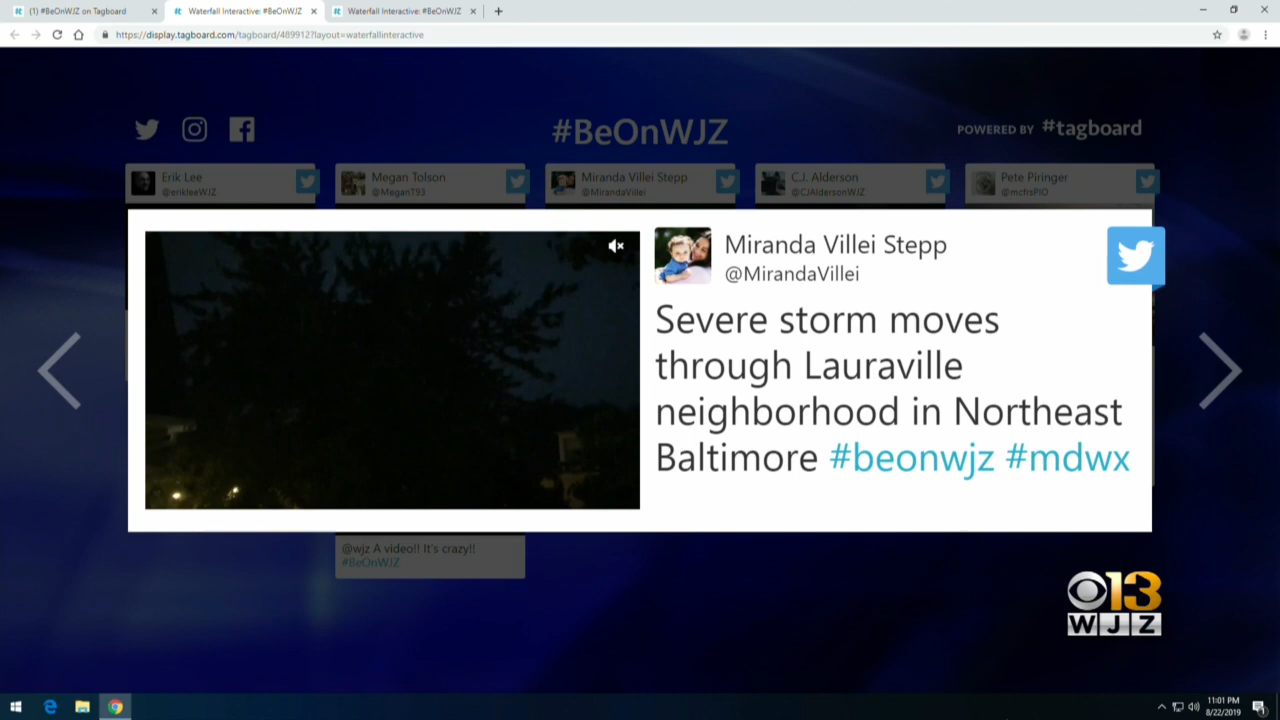 (1) #BeOnWJZ on Tagboard
Waterfall Interactive: #BeOnWJZ
Waterfall Interactive: #BeOnWJZ
https://display.tagboard.com/tagboard/489912?layout=waterfallinteractive
#BeOnWJZ
POWERED BY #tagboard
Erik Lee
@erikleeWJZ
Megan Tolson
@MeganT93
Miranda Villei Stepp
@MirandaVillei
C.J. Alderson
@CJAldersonWJZ
Pete Piringer
@mcfrsPIO
Miranda Villei Stepp
@MirandaVillei
Severe storm moves
through Lauraville
neighborhood in Northeast
Baltimore #beonwjz #mdwx
@wjz A video!! It's crazy!!
#BeOnWJZ
13
WJZ
11:01 PM
8/22/2019
1